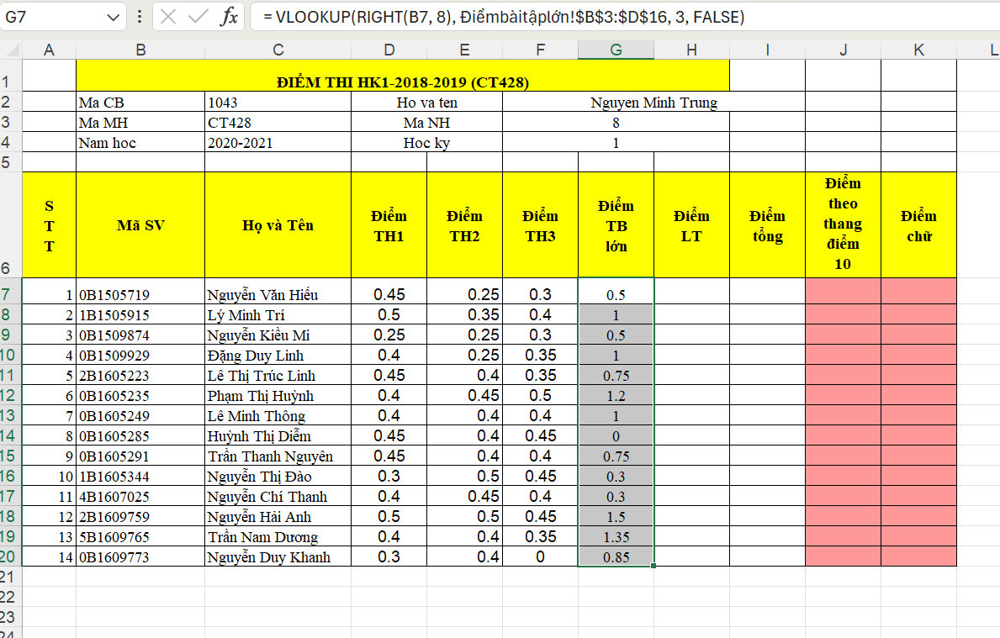 G7 fx = VLOOKUP(RIGHT(B7, 8), Điểmbàitậplớn!$B$3:$D$16, 3, FALSE)
A B C D E F G H I J K L
1 ĐIỂM THI HK1-2018-2019 (CT428)
2 Ma CB 1043 Ho va ten Nguyen Minh Trung
3 Ma MH CT428 Ma NH 8
4 Nam hoc 2020-2021 Hoc ky 1
5
6 S T T Mã SV Họ và Tên Điểm TH1 Điểm TH2 Điểm TH3 Điểm TB lớn Điểm LT Điểm tổng Điểm theo thang điểm 10 Điểm chữ
7 1 0B1505719 Nguyễn Văn Hiếu 0.45 0.25 0.3 0.5
8 2 1B1505915 Lý Minh Trí 0.5 0.35 0.4 1
9 3 0B1509874 Nguyễn Kiều Mi 0.25 0.25 0.3 0.5
10 4 0B1509929 Đặng Duy Linh 0.4 0.25 0.35 1
11 5 2B1605223 Lê Thị Trúc Linh 0.45 0.4 0.35 0.75
12 6 0B1605235 Phạm Thị Huỳnh 0.4 0.45 0.5 1.2
13 7 0B1605249 Lê Minh Thông 0.4 0.4 0.4 1
14 8 0B1605285 Huỳnh Thị Diễm 0.45 0.4 0.45 0
15 9 0B1605291 Trần Thanh Nguyên 0.45 0.4 0.4 0.75
16 10 1B1605344 Nguyễn Thị Đào 0.3 0.5 0.45 0.3
17 11 4B1607025 Nguyễn Chí Thanh 0.4 0.45 0.4 0.3
18 12 2B1609759 Nguyễn Hải Anh 0.5 0.5 0.45 1.5
19 13 5B1609765 Trần Nam Dương 0.4 0.4 0.35 1.35
20 14 0B1609773 Nguyễn Duy Khanh 0.3 0.4 0 0.85
21
22
23
24